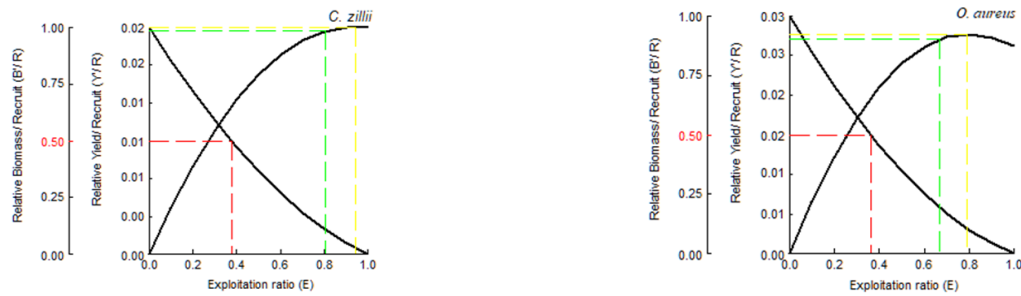 C. zillii
Relative Biomass/ Recruit (B'/ R)
1.00
0.75
0.50
0.25
0.00
Relative Yield/ Recruit (Y'/ R)
0.02
0.02
0.01
0.01
0.01
0.00
0.00
0.0 0.2 0.4 0.6 0.8 1.0
Exploitation ratio (E)
O. aureus
Relative Biomass/ Recruit (B'/ R)
1.00
0.75
0.50
0.25
0.00
Relative Yield/ Recruit (Y'/ R)
0.03
0.03
0.02
0.02
0.01
0.01
0.00
0.0 0.2 0.4 0.6 0.8 1.0
Exploitation ratio (E)